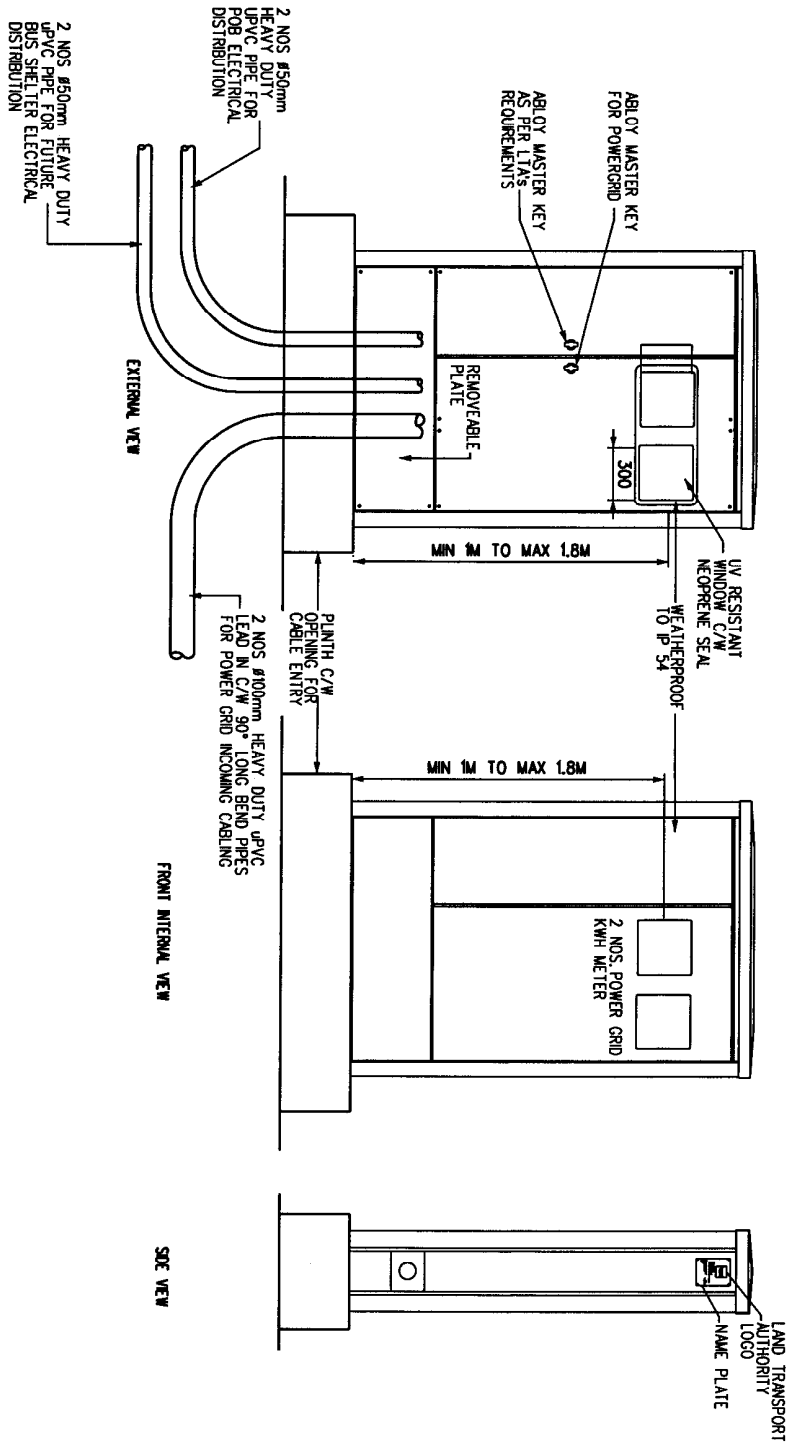 ABLOY MASTER KEY
FOR POWERGRID
ABLOY MASTER KEY
AS PER LTA's
REQUIREMENTS
2 NOS Ø50mm
HEAVY DUTY
UPVC PIPE FOR
POB ELECTRICAL
DISTRIBUTION
2 NOS Ø50mm HEAVY DUTY
uPVC PIPE FOR FUTURE
BUS SHELTER ELECTRICAL
DISTRIBUTION
REMOVEABLE
PLATE
300
UV RESISTANT
WINDOW C/W
NEOPRENE SEAL
WEATHERPROOF
TO IP 54
MIN 1M TO MAX 1.8M
PLINTH C/W
OPENING FOR
CABLE ENTRY
2 NOS Ø100mm HEAVY DUTY uPVC
LEAD IN C/W 90° LONG BEND PIPES
FOR POWER GRID INCOMING CABLING
EXTERNAL VIEW
MIN 1M TO MAX 1.8M
2 NOS. POWER GRID
KWH METER
FRONT INTERNAL VIEW
LAND TRANSPORT
AUTHORITY
LOGO
NAME PLATE
SIDE VIEW